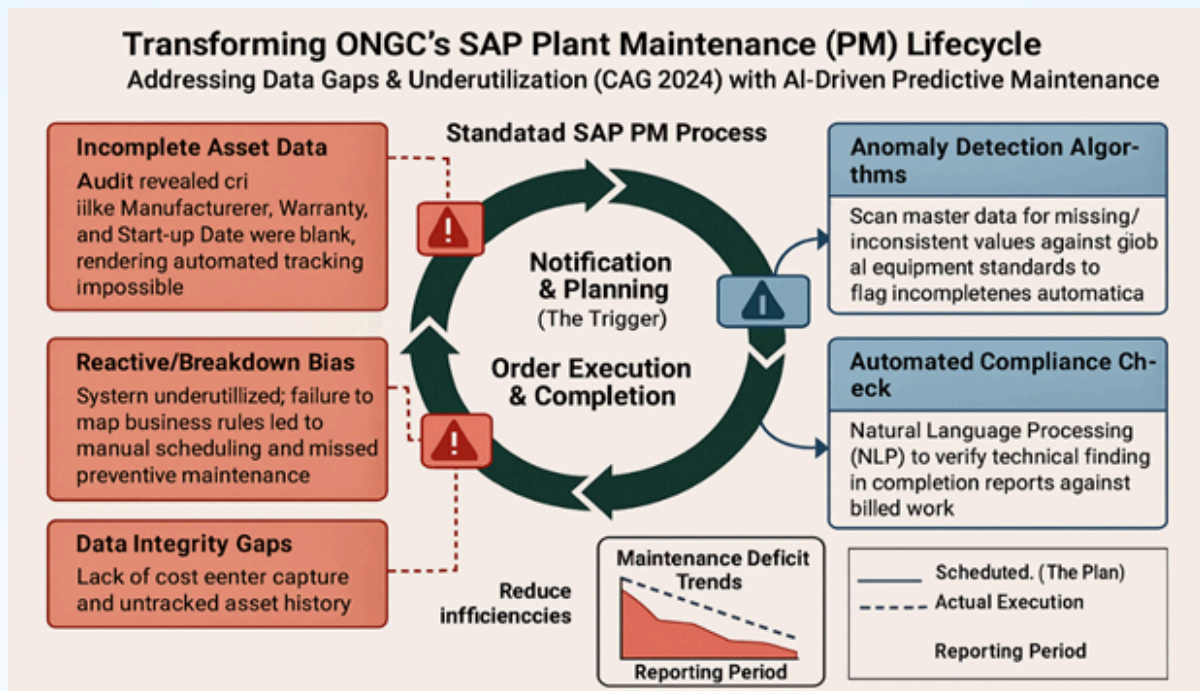 Transforming ONGC's SAP Plant Maintenance (PM) Lifecycle
Addressing Data Gaps & Underutilization (CAG 2024) with AI-Driven Predictive Maintenance
Incomplete Asset Data
Audit revealed cri
iilke Manufacturerer, Warranty,
and Start-up Date were blank,
rendering automated tracking
impossible
Reactive/Breakdown Bias
Systern underutillized; failure to
map business rules led to
manual scheduling and missed
preventive maintenance
Data Integrity Gaps
Lack of cost eenter capture
and untracked asset history
Standatad SAP PM Process
Notification
& Planning
(The Trigger)
Order Execution
& Completion
Reduce
infficienccies
Anomaly Detection Algor-
thms
Scan master data for missing/
inconsistent values against giob
al equipment standards to
flag incompletenes automatica
Automated Compliance Ch-
eck
Natural Language Processing
(NLP) to verify technical finding
in completion reports against
billed work
Maintenance Deficit
Trends
Reporting Period
Scheduted. (The Plan)
Actual Execution
Reporting Period